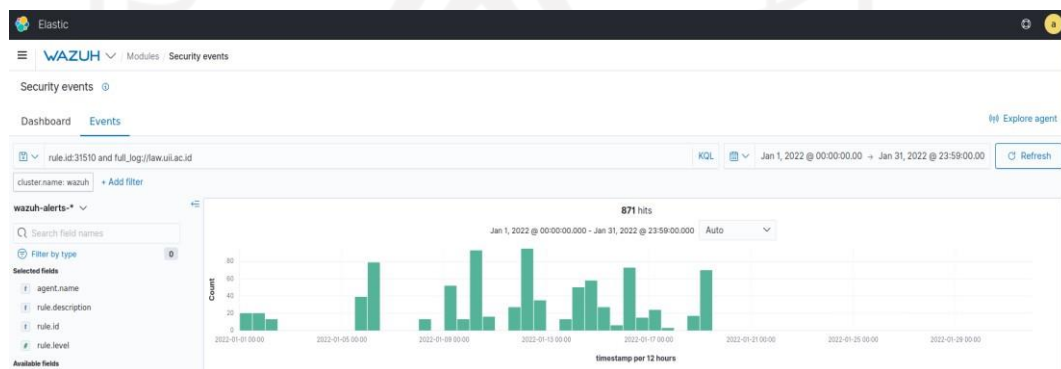 Elastic
a
WAZUH / Modules / Security events
Security events
Dashboard Events
Explore agent
rule.id:31510 and full_log://law.uii.ac.id
KQL
Jan 1, 2022 @ 00:00:00.00 → Jan 31, 2022 @ 23:59:00.00
Refresh
cluster.name: wazuh + Add filter
wazuh-alerts-*
871 hits
Search field names
Jan 1, 2022 @ 00:00:00.000 - Jan 31, 2022 @ 23:59:00.000 Auto
Filter by type 0
Selected fields
t agent.name
t rule.description
t rule.id
# rule.level
Available fields
Count
80
60
40
20
0
2022-01-01 00:00 2022-01-05 00:00 2022-01-09 00:00 2022-01-13 00:00 2022-01-17 00:00 2022-01-21 00:00 2022-01-25 00:00 2022-01-29 00:00
timestamp per 12 hours